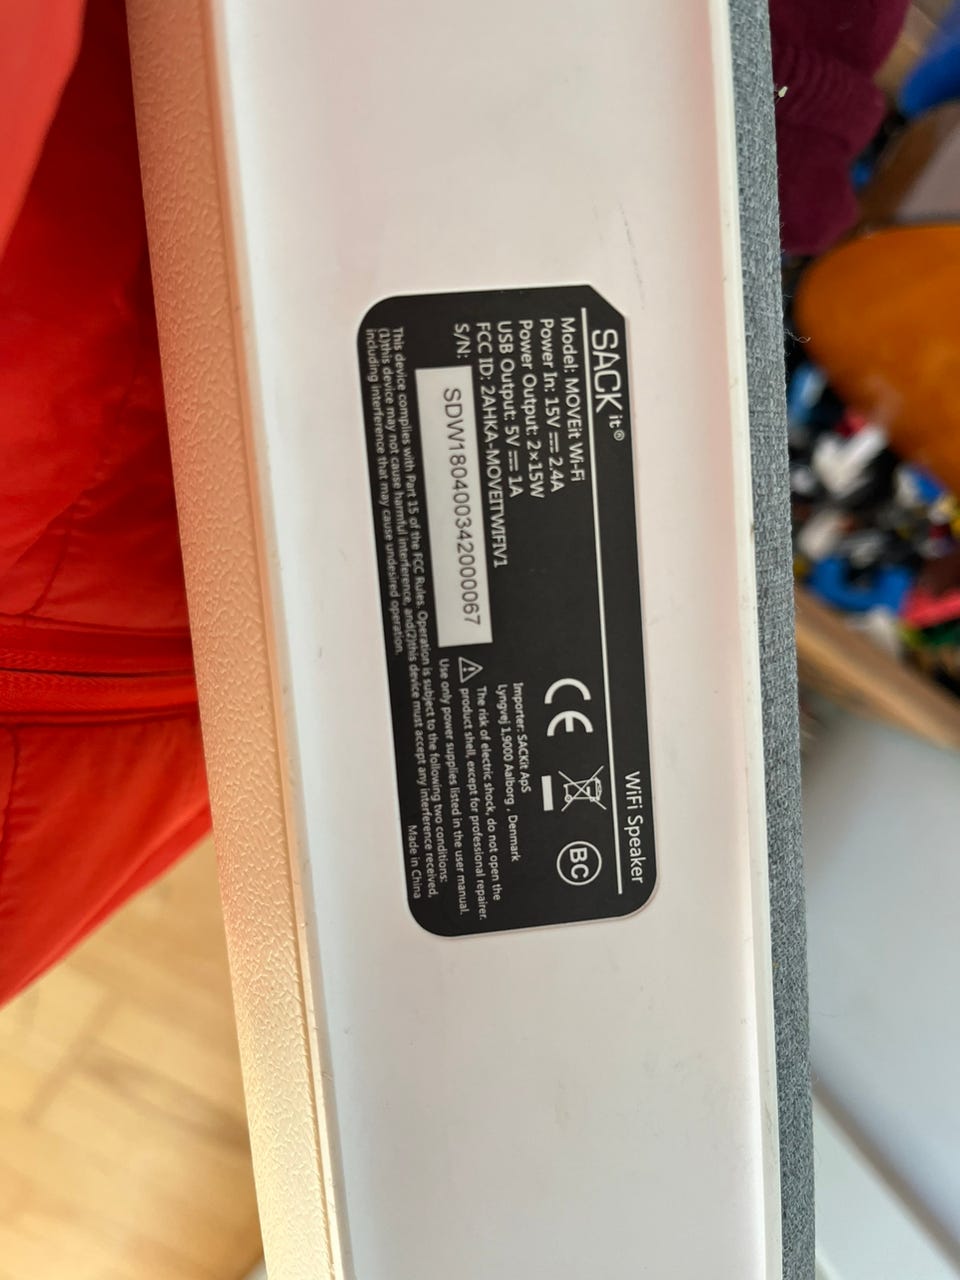 SACKit®
WiFi Speaker
Model: MOVEit Wi-Fi
Power In: 15V ⎓ 2.4A
Power Output: 2×15W
USB Output: 5V ⎓ 1A
FCC ID: 2AHKA-MOVEITWIFIV1
S/N: SDW1804003420000067
CE
BC
Importer: SACKit ApS
Lyngvej 1,9000 Aalborg , Denmark
The risk of electric shock, do not open the
product shell, except for professional repairer.
Use only power supplies listed in the user manual.
This device complies with Part 15 of the FCC Rules. Operation is subject to the following two conditions:
(1)this device may not cause harmful interference, and(2)this device must accept any interference received,
including interference that may cause undesired operation.
Made in China